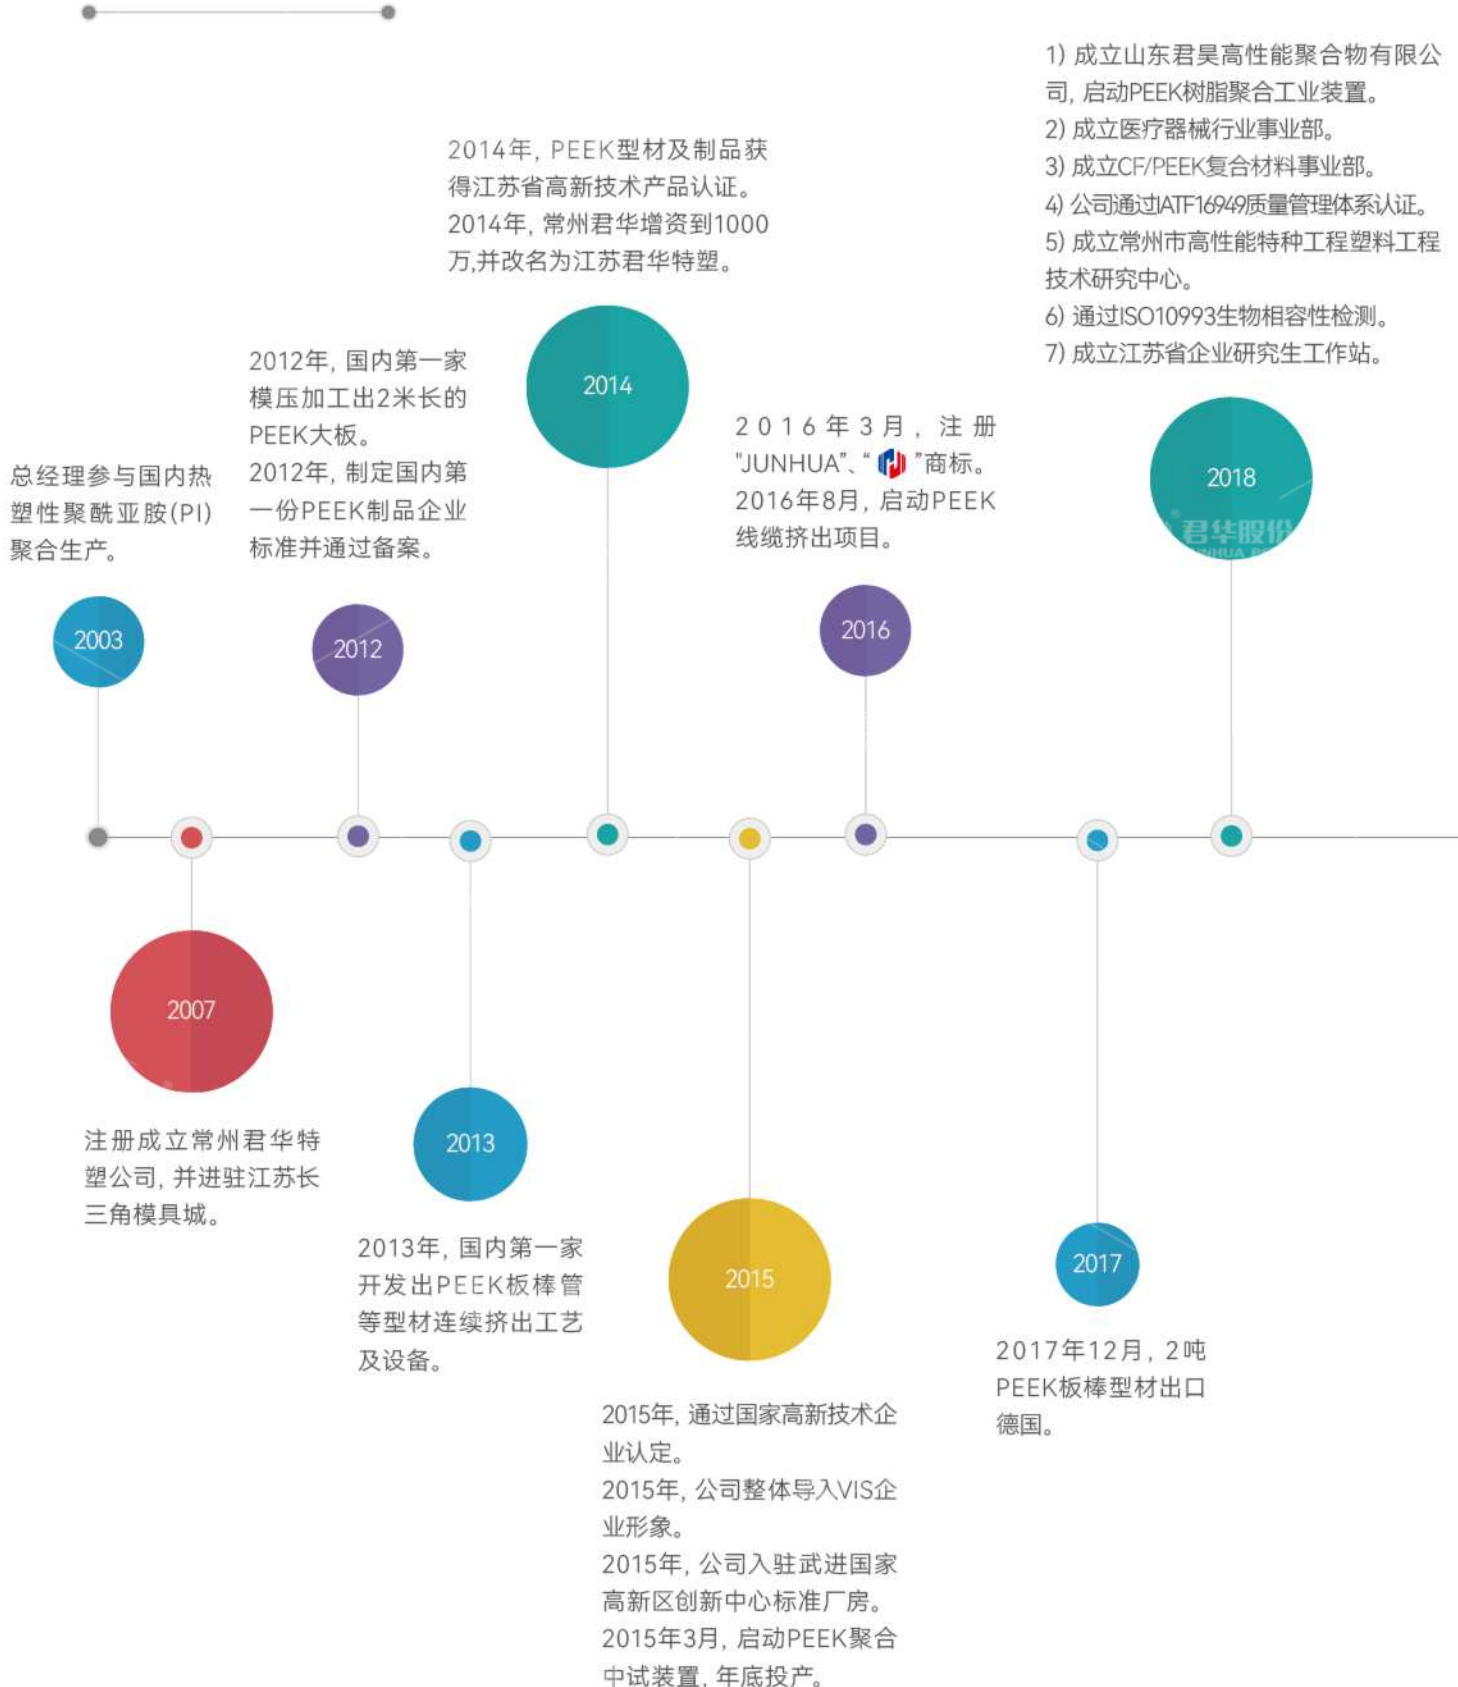 1) 成立山东君昊高性能聚合物有限公
司, 启动PEEK树脂聚合工业装置。
2) 成立医疗器械行业事业部。
3) 成立CF/PEEK复合材料事业部。
4) 公司通过IATF16949质量管理体系认证。
5) 成立常州市高性能特种工程塑料工程
技术研究中心。
6) 通过ISO10993生物相容性检测。
7) 成立江苏省企业研究生工作站。
2014年, PEEK型材及制品获
得江苏省高新技术产品认证。
2014年, 常州君华增资到1000
万,并改名为江苏君华特塑。
2012年, 国内第一家
模压加工出2米长的
PEEK大板。
2012年, 制定国内第
一份PEEK制品企业
标准并通过备案。
2014
2016年3月, 注册
"JUNHUA”、“ ”商标。
2016年8月, 启动PEEK
线缆挤出项目。
总经理参与国内热
塑性聚酰亚胺(PI)
聚合生产。
2018
君华股份
2003
2012
2016
2007
注册成立常州君华特
塑公司, 并进驻江苏长
三角模具城。
2013
2013年, 国内第一家
开发出PEEK板棒管
等型材连续挤出工艺
及设备。
2015
2015年, 通过国家高新技术企
业认定。
2015年, 公司整体导入VIS企
业形象。
2015年, 公司入驻武进国家
高新区创新中心标准厂房。
2015年3月, 启动PEEK聚合
中试装置, 年底投产。
2017
2017年12月, 2吨
PEEK板棒型材出口
德国。